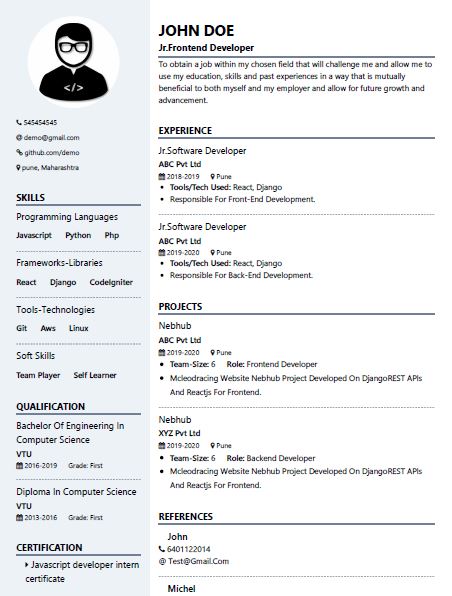 </>
545454545
@ demo@gmail.com
github.com/demo
pune, Maharashtra
SKILLS
Programming Languages
Javascript Python Php
Frameworks-Libraries
React Django CodeIgniter
Tools-Technologies
Git Aws Linux
Soft Skills
Team Player Self Learner
QUALIFICATION
Bachelor Of Engineering In
Computer Science
VTU
2016-2019 Grade: First
Diploma In Computer Science
VTU
2013-2016 Grade: First
CERTIFICATION
Javascript developer intern
certificate
JOHN DOE
Jr.Frontend Developer
To obtain a job within my chosen field that will challenge me and allow me to
use my education, skills and past experiences in a way that is mutually
beneficial to both myself and my employer and allow for future growth and
advancement.
EXPERIENCE
Jr.Software Developer
ABC Pvt Ltd
2018-2019 Pune
• Tools/Tech Used: React, Django
• Responsible For Front-End Development.
Jr.Software Developer
ABC Pvt Ltd
2019-2020 Pune
• Tools/Tech Used: React, Django
• Responsible For Back-End Development.
PROJECTS
Nebhub
ABC Pvt Ltd
2019-2020 Pune
• Team-Size: 6 Role: Frontend Developer
• Mcleodracing Website Nebhub Project Developed On DjangoREST APIs
And Reactjs For Frontend.
Nebhub
XYZ Pvt Ltd
2019-2020 Pune
• Team-Size: 6 Role: Backend Developer
• Mcleodracing Website Nebhub Project Developed On DjangoREST APIs
And Reactjs For Frontend.
REFERENCES
John
6401122014
@ Test@Gmail.Com
Michel